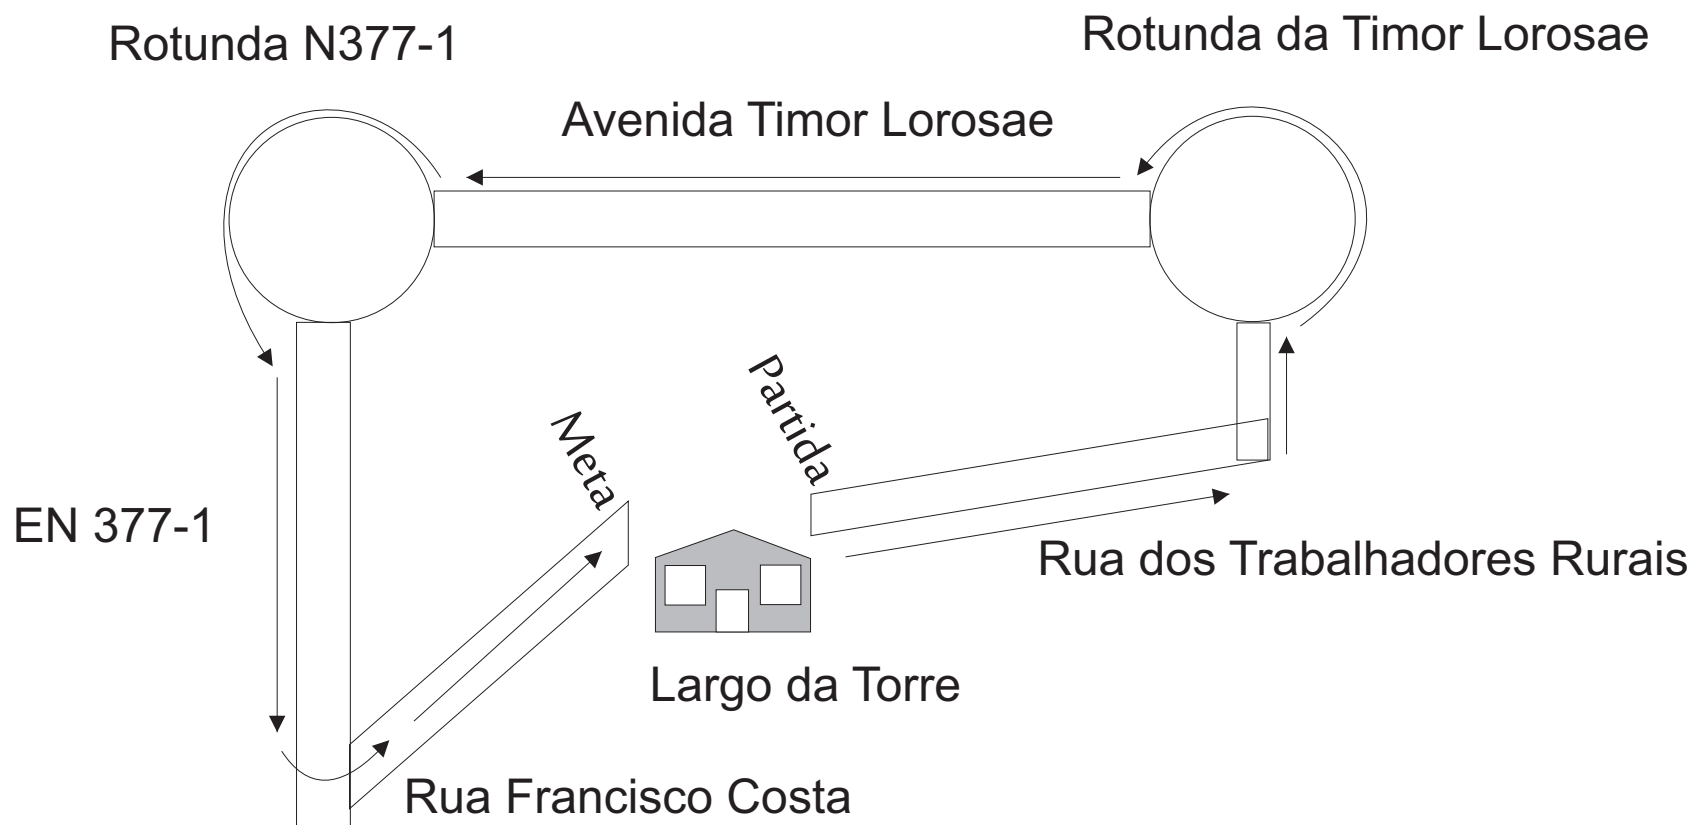 Rotunda N377-1
Rotunda da Timor Lorosae
Avenida Timor Lorosae
Partida
Meta
EN 377-1
Rua dos Trabalhadores Rurais
Largo da Torre
Rua Francisco Costa